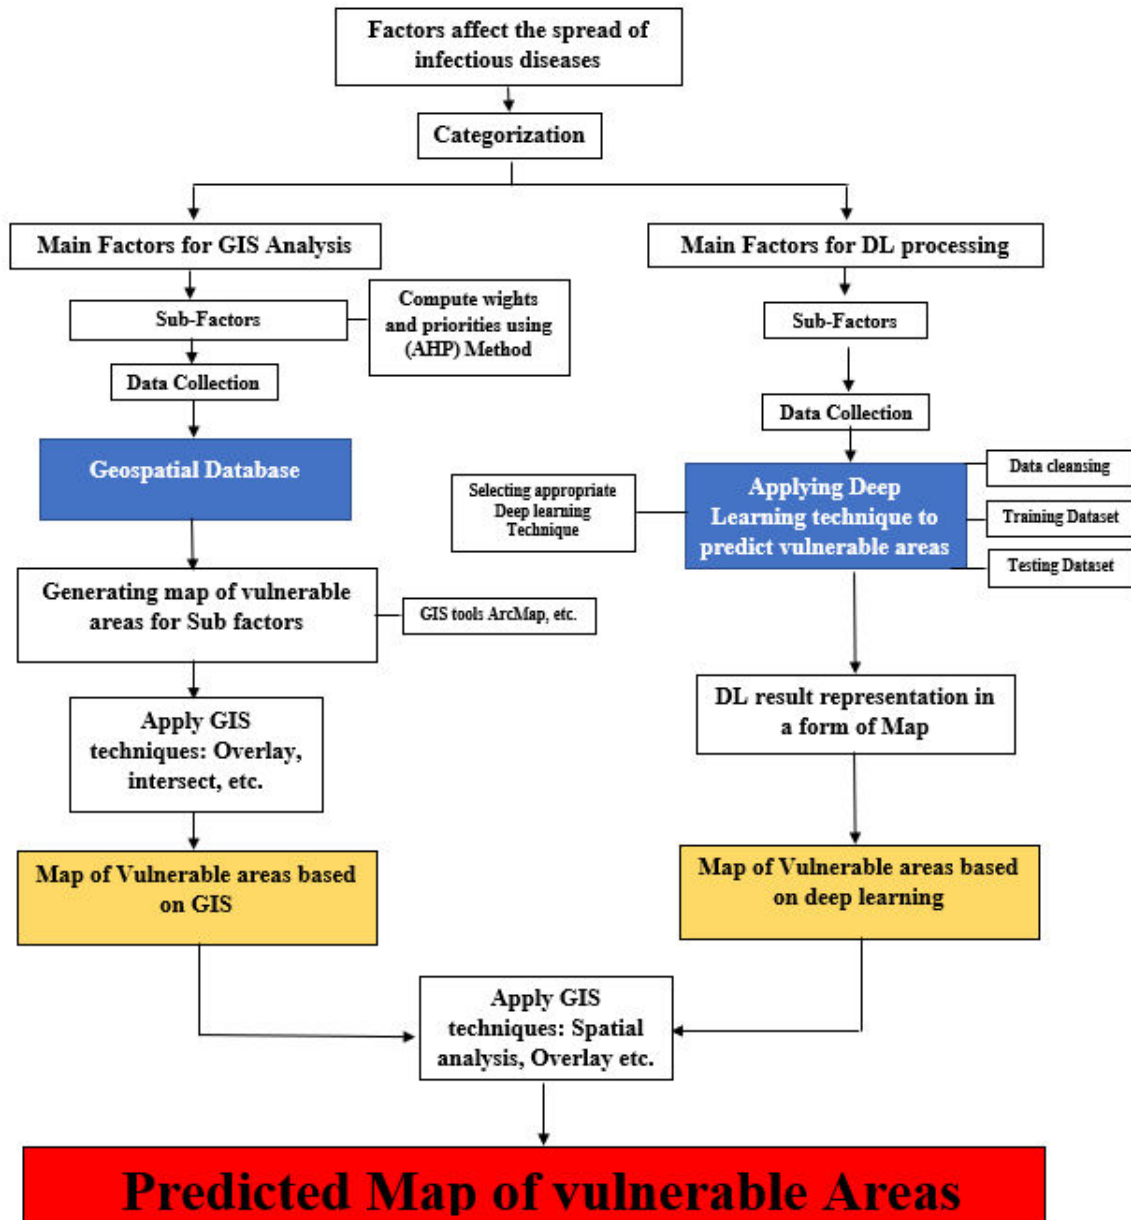 Factors affect the spread of
infectious diseases
Categorization
Main Factors for GIS Analysis
Main Factors for DL processing
Sub-Factors
Compute wights
and priorities using
(AHP) Method
Sub-Factors
Data Collection
Data Collection
Geospatial Database
Selecting appropriate
Deep learning
Technique
Applying Deep
Learning technique to
predict vulnerable areas
Data cleansing
Training Dataset
Testing Dataset
Generating map of vulnerable
areas for Sub factors
GIS tools ArcMap, etc.
Apply GIS
techniques: Overlay,
intersect, etc.
DL result representation in
a form of Map
Map of Vulnerable areas based
on GIS
Map of Vulnerable areas based
on deep learning
Apply GIS
techniques: Spatial
analysis, Overlay etc.
Predicted Map of vulnerable Areas